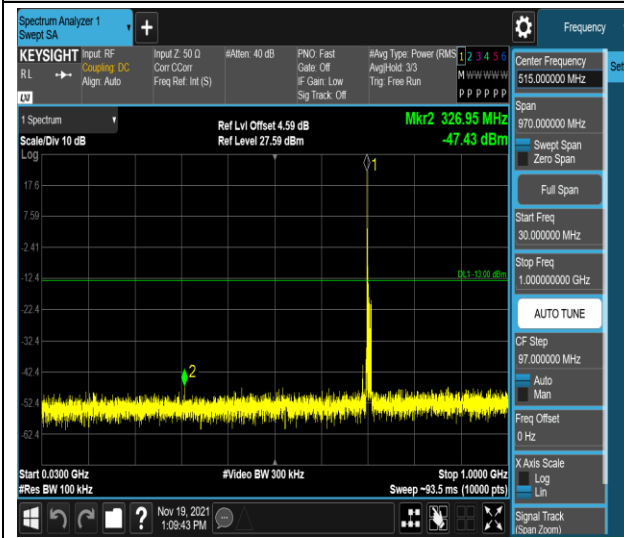 Spectrum Analyzer 1
Swept SA
Frequency
KEYSIGHT
RL
LXI
Input: RF
Coupling: DC
Align: Auto
Input Z: 50 Ω
Corr CCorr
Freq Ref: Int (S)
#Atten: 40 dB
PNO: Fast
Gate: Off
IF Gain: Low
Sig Track: Off
#Avg Type: Power (RMS
Avg|Hold: 3/3
Trig: Free Run
1 2 3 4 5 6
M W W W W W
P P P P P P
1 Spectrum
Scale/Div 10 dB
Ref Lvl Offset 4.59 dB
Ref Level 27.59 dBm
Mkr2 326.95 MHz
-47.43 dBm
Log
17.6
7.59
-2.41
-12.4
-22.4
-32.4
-42.4
-52.4
-62.4
1
DL1 -13.00 dBm
2
Start 0.0300 GHz
#Res BW 100 kHz
#Video BW 300 kHz
Stop 1.0000 GHz
Sweep ~93.5 ms (10000 pts)
Nov 19, 2021
1:09:43 PM
Center Frequency
515.000000 MHz
Set
Span
970.000000 MHz
Swept Span
Zero Span
Full Span
Start Freq
30.000000 MHz
Stop Freq
1.000000000 GHz
AUTO TUNE
CF Step
97.000000 MHz
Auto
Man
Freq Offset
0 Hz
X Axis Scale
Log
Lin
Signal Track
(Span Zoom)